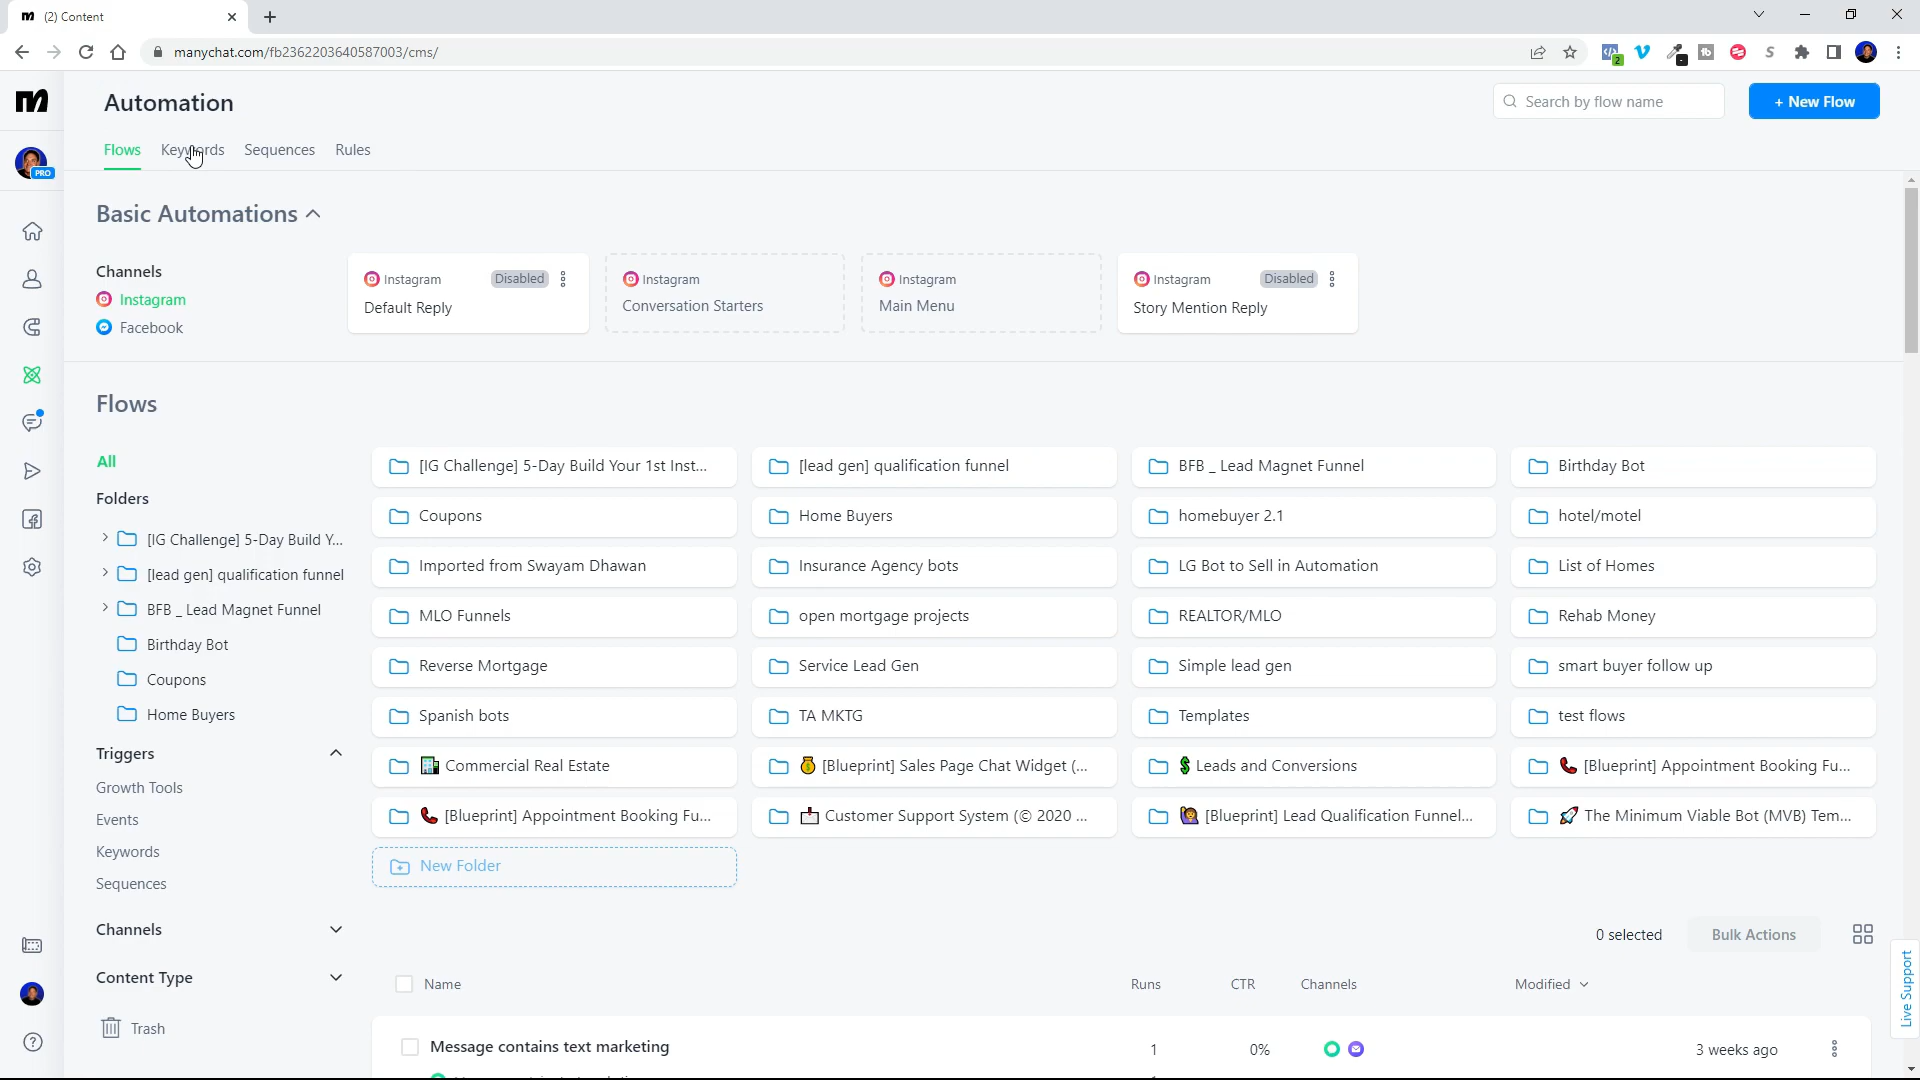 (2) Content
manychat.com/fb2362203640587003/cms/
2
Automation
Search by flow name
+ New Flow
PRO
Flows
Keywords
Sequences
Rules
Basic Automations
Channels
Instagram
Facebook
Instagram
Disabled
Default Reply
Instagram
Conversation Starters
Instagram
Main Menu
Instagram
Disabled
Story Mention Reply
Flows
All
Folders
[IG Challenge] 5-Day Build Y...
[lead gen] qualification funnel
BFB _ Lead Magnet Funnel
Birthday Bot
Coupons
Home Buyers
Triggers
Growth Tools
Events
Keywords
Sequences
Channels
Content Type
Trash
[IG Challenge] 5-Day Build Your 1st Inst...
[lead gen] qualification funnel
BFB _ Lead Magnet Funnel
Birthday Bot
Coupons
Home Buyers
homebuyer 2.1
hotel/motel
Imported from Swayam Dhawan
Insurance Agency bots
LG Bot to Sell in Automation
List of Homes
MLO Funnels
open mortgage projects
REALTOR/MLO
Rehab Money
Reverse Mortgage
Service Lead Gen
Simple lead gen
smart buyer follow up
Spanish bots
TA MKTG
Templates
test flows
Commercial Real Estate
[Blueprint] Sales Page Chat Widget (...
Leads and Conversions
[Blueprint] Appointment Booking Fu...
[Blueprint] Appointment Booking Fu...
Customer Support System (© 2020 ...
[Blueprint] Lead Qualification Funnel...
The Minimum Viable Bot (MVB) Tem...
New Folder
0 selected
Bulk Actions
Name
Runs
CTR
Channels
Modified
Message contains text marketing
1
0%
3 weeks ago
Live Support